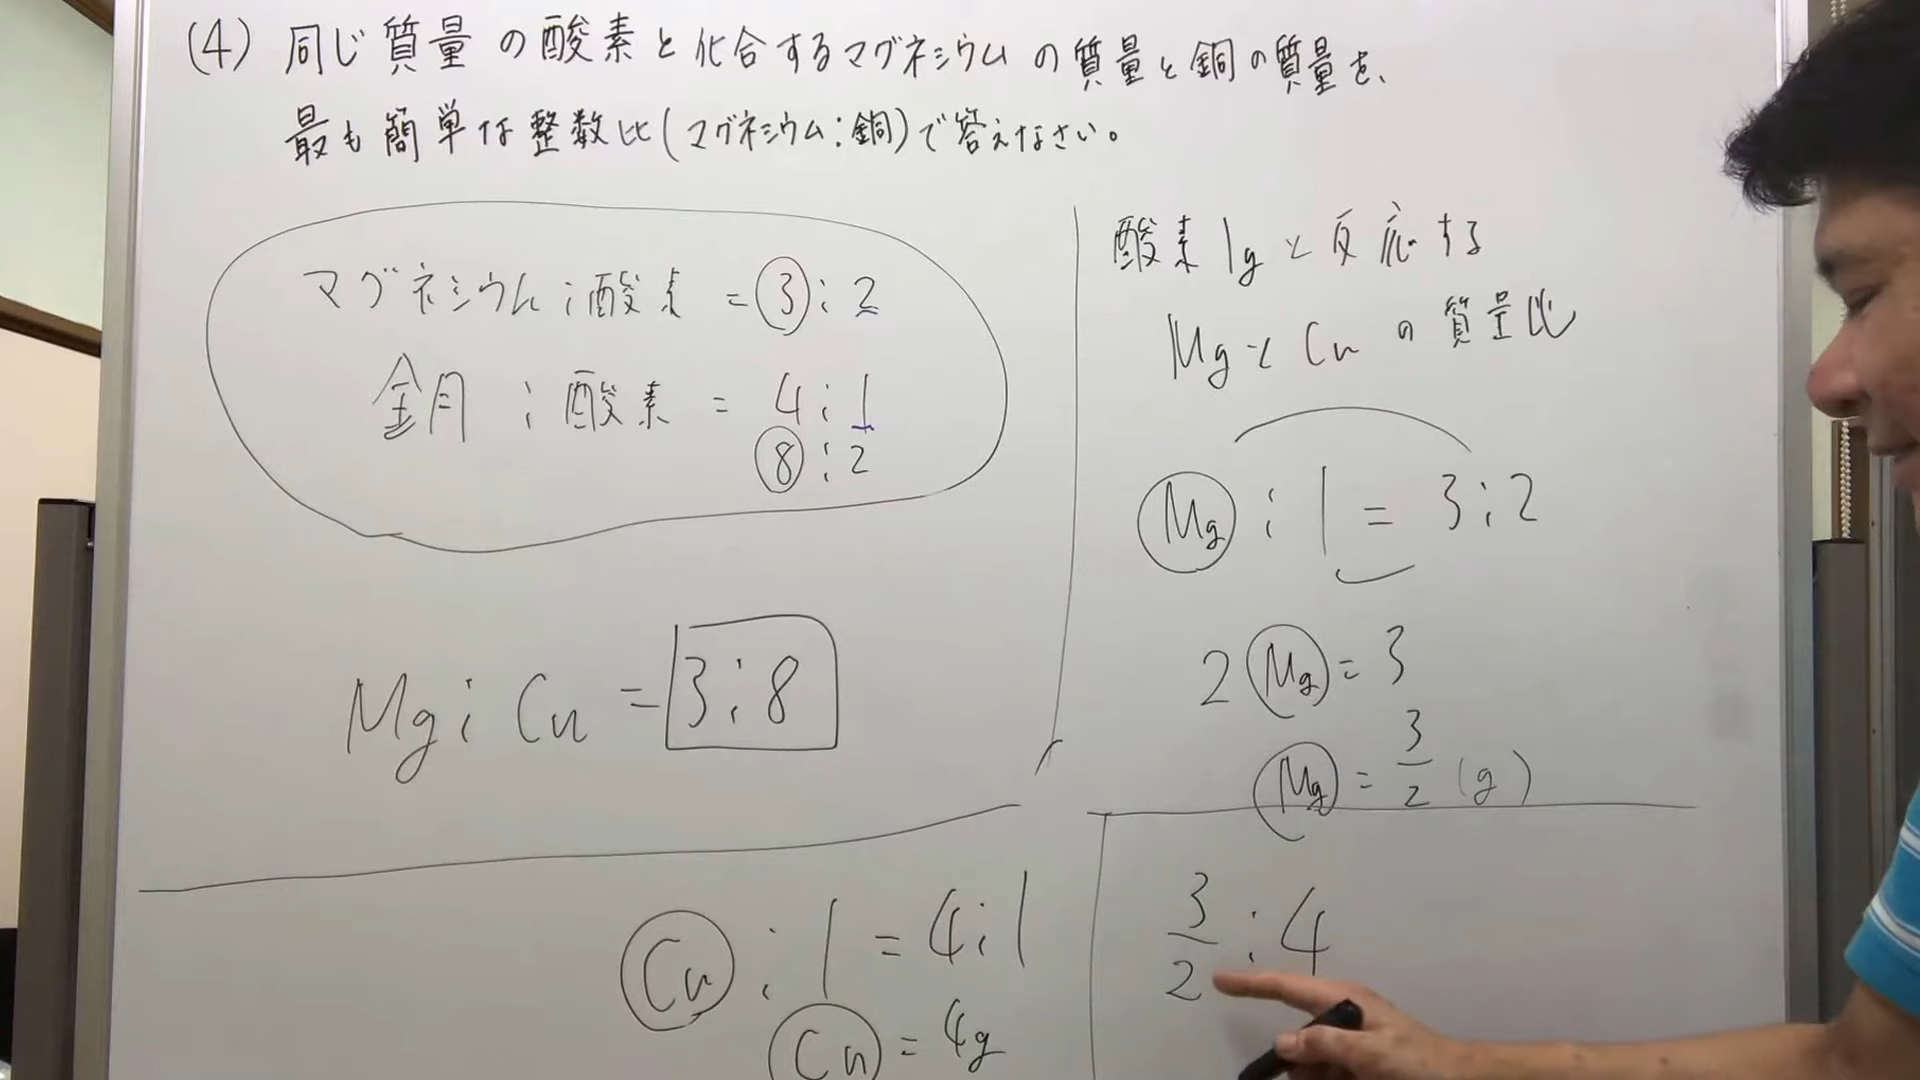 (4) 同じ質量の酸素と化合するマグネシウムの質量と銅の質量を、
最も簡単な整数比(マグネシウム:銅)で答えなさい。
マグネシウム:酸素 = 3:2
銅:酸素 = 4:1
8:2
Mg:Cu = 3:8
酸素1gと反応する
MgとCuの質量比
Mg:1 = 3:2
2Mg = 3
Mg = 3/2 (g)
Cu:1 = 4:1
Cu = 4g
3/2:4